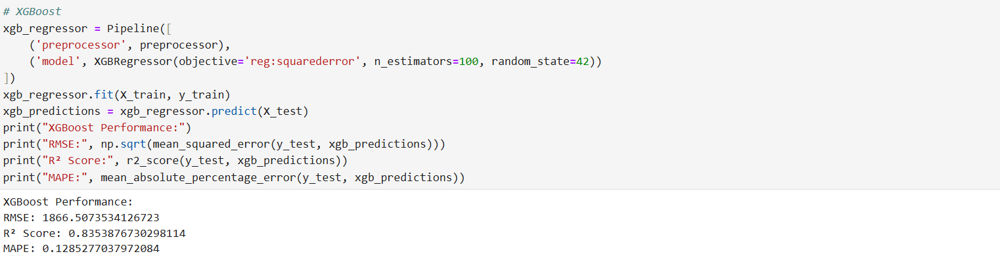 # XGBoost
xgb_regressor = Pipeline([
    ('preprocessor', preprocessor),
    ('model', XGBRegressor(objective='reg:squarederror', n_estimators=100, random_state=42))
])
xgb_regressor.fit(X_train, y_train)
xgb_predictions = xgb_regressor.predict(X_test)
print("XGBoost Performance:")
print("RMSE:", np.sqrt(mean_squared_error(y_test, xgb_predictions)))
print("R² Score:", r2_score(y_test, xgb_predictions))
print("MAPE:", mean_absolute_percentage_error(y_test, xgb_predictions))
XGBoost Performance:
RMSE: 1866.5073534126723
R² Score: 0.8353876730298114
MAPE: 0.1285277037972084